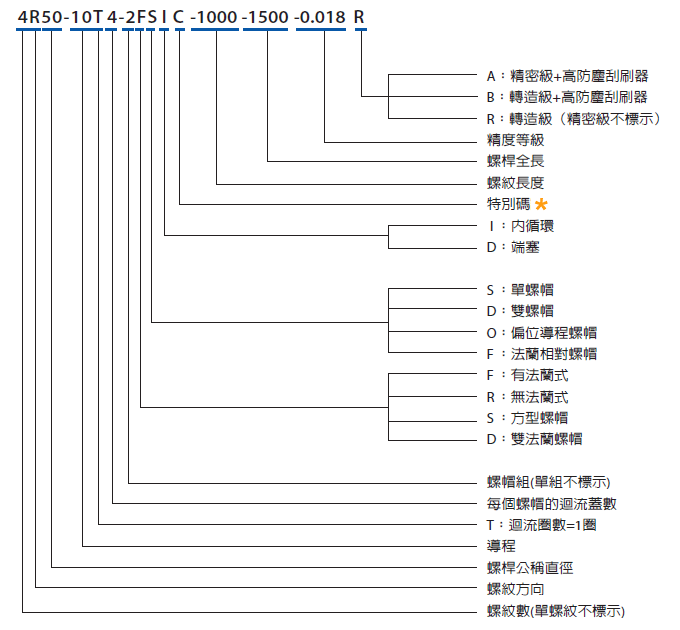 4R50-10T4-2FSIC-1000-1500-0.018R
A：精密級+高防塵刮刷器
B：轉造級+高防塵刮刷器
R：轉造級（精密級不標示）
精度等級
螺桿全長
螺紋長度
特別碼*
I：内循環
D：端塞
S：單螺帽
D：雙螺帽
O：偏位導程螺帽
F：法蘭相對螺帽
F：有法蘭式
R：無法蘭式
S：方型螺帽
D：雙法蘭螺帽
螺帽組(單組不標示)
每個螺帽的迴流蓋數
T：迴流圈數=1圈
導程
螺桿公稱直徑
螺紋方向
螺紋數(單螺紋不標示)